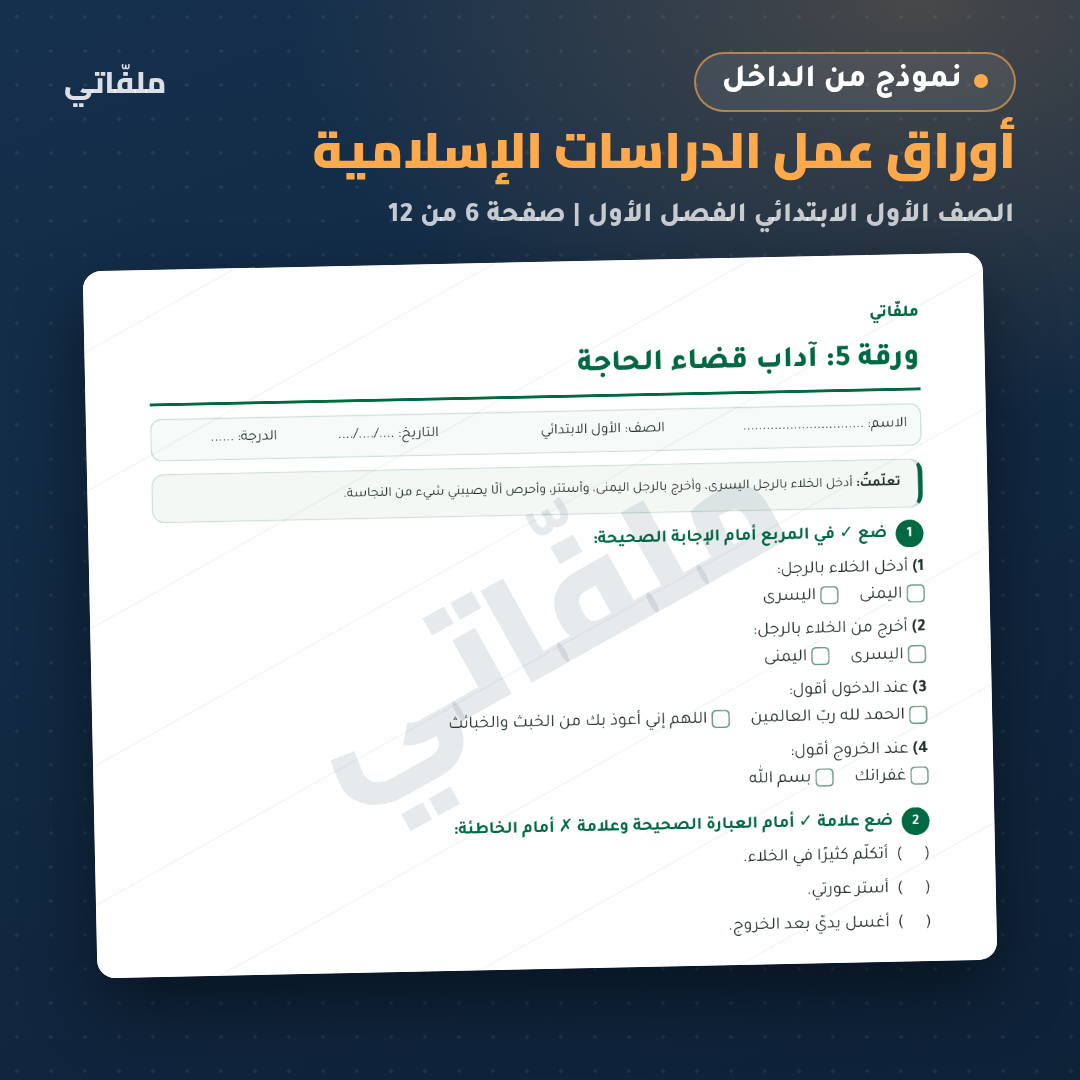 نموذج من الداخل
ملفّاتي
أوراق عمل الدراسات الإسلامية
الصف الأول الابتدائي الفصل الأول | صفحة 6 من 12
ملفّاتي
ورقة 5: آداب قضاء الحاجة
الاسم: .............................. الصف: الأول الابتدائي التاريخ: ..../..../.... الدرجة: ......
تعلّمتُ: أدخل الخلاء بالرجل اليسرى، وأخرج بالرجل اليمنى، وأستتر، وأحرص ألّا يصيبني شيء من النجاسة.
1 ضع ✓ في المربع أمام الإجابة الصحيحة:
1) أدخل الخلاء بالرجل:
☐ اليمنى ☐ اليسرى
2) أخرج من الخلاء بالرجل:
☐ اليسرى ☐ اليمنى
3) عند الدخول أقول:
☐ الحمد لله ربّ العالمين ☐ اللهم إني أعوذ بك من الخبث والخبائث
4) عند الخروج أقول:
☐ غفرانك ☐ بسم الله
2 ضع علامة ✓ أمام العبارة الصحيحة وعلامة ✗ أمام الخاطئة:
( ) أتكلّم كثيرًا في الخلاء.
( ) أستر عورتي.
( ) أغسل يديّ بعد الخروج.
ملفّاتي